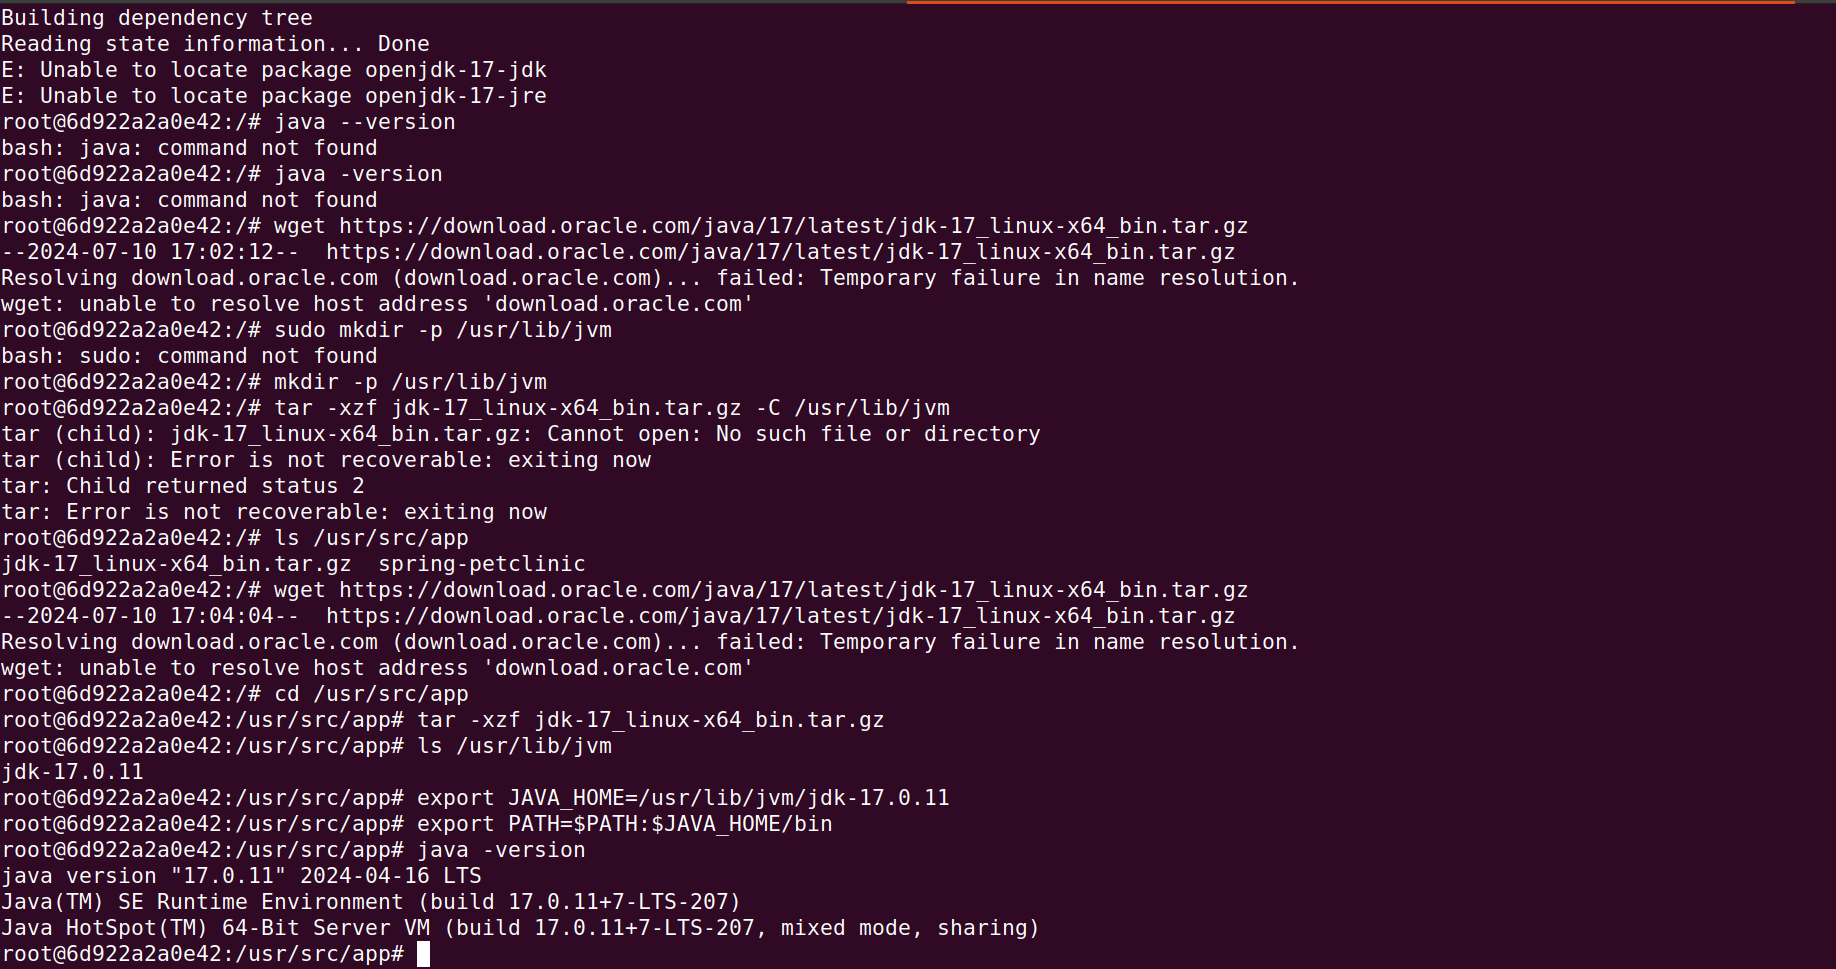 Building dependency tree
Reading state information... Done
E: Unable to locate package openjdk-17-jdk
E: Unable to locate package openjdk-17-jre
root@6d922a2a0e42:/# java --version
bash: java: command not found
root@6d922a2a0e42:/# java -version
bash: java: command not found
root@6d922a2a0e42:/# wget https://download.oracle.com/java/17/latest/jdk-17_linux-x64_bin.tar.gz
--2024-07-10 17:02:12--  https://download.oracle.com/java/17/latest/jdk-17_linux-x64_bin.tar.gz
Resolving download.oracle.com (download.oracle.com)... failed: Temporary failure in name resolution.
wget: unable to resolve host address 'download.oracle.com'
root@6d922a2a0e42:/# sudo mkdir -p /usr/lib/jvm
bash: sudo: command not found
root@6d922a2a0e42:/# mkdir -p /usr/lib/jvm
root@6d922a2a0e42:/# tar -xzf jdk-17_linux-x64_bin.tar.gz -C /usr/lib/jvm
tar (child): jdk-17_linux-x64_bin.tar.gz: Cannot open: No such file or directory
tar (child): Error is not recoverable: exiting now
tar: Child returned status 2
tar: Error is not recoverable: exiting now
root@6d922a2a0e42:/# ls /usr/src/app
jdk-17_linux-x64_bin.tar.gz  spring-petclinic
root@6d922a2a0e42:/# wget https://download.oracle.com/java/17/latest/jdk-17_linux-x64_bin.tar.gz
--2024-07-10 17:04:04--  https://download.oracle.com/java/17/latest/jdk-17_linux-x64_bin.tar.gz
Resolving download.oracle.com (download.oracle.com)... failed: Temporary failure in name resolution.
wget: unable to resolve host address 'download.oracle.com'
root@6d922a2a0e42:/# cd /usr/src/app
root@6d922a2a0e42:/usr/src/app# tar -xzf jdk-17_linux-x64_bin.tar.gz
root@6d922a2a0e42:/usr/src/app# ls /usr/lib/jvm
jdk-17.0.11
root@6d922a2a0e42:/usr/src/app# export JAVA_HOME=/usr/lib/jvm/jdk-17.0.11
root@6d922a2a0e42:/usr/src/app# export PATH=$PATH:$JAVA_HOME/bin
root@6d922a2a0e42:/usr/src/app# java -version
java version "17.0.11" 2024-04-16 LTS
Java(TM) SE Runtime Environment (build 17.0.11+7-LTS-207)
Java HotSpot(TM) 64-Bit Server VM (build 17.0.11+7-LTS-207, mixed mode, sharing)
root@6d922a2a0e42:/usr/src/app#